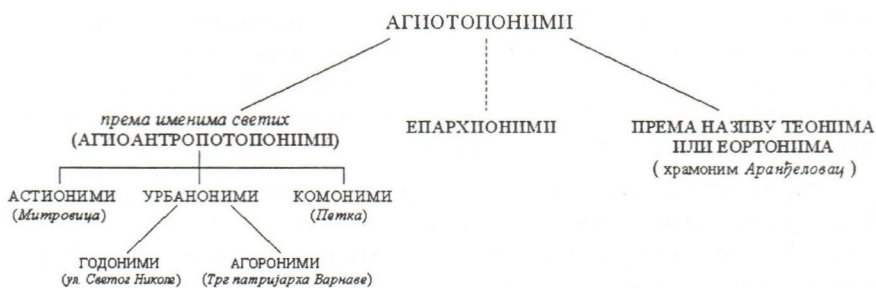 АГИОТОПОНИМИ
према именима светих
(АГИОАНТРОПОТОПОНИМИ)
ЕПАРХИОНИМИ
ПРЕМА НАЗИВУ ТЕОНИМА
ИЛИ ЕОРТОНИМА
( храмоним Аранђеловац )
АСТИОНИМИ
(Митровица)
УРБАНОНИМИ
КОМОНИМИ
(Петка)
ГОДОНИМИ
(ул. Светог Николе)
АГОРОНИМИ
(Трг патријарха Варнаве)